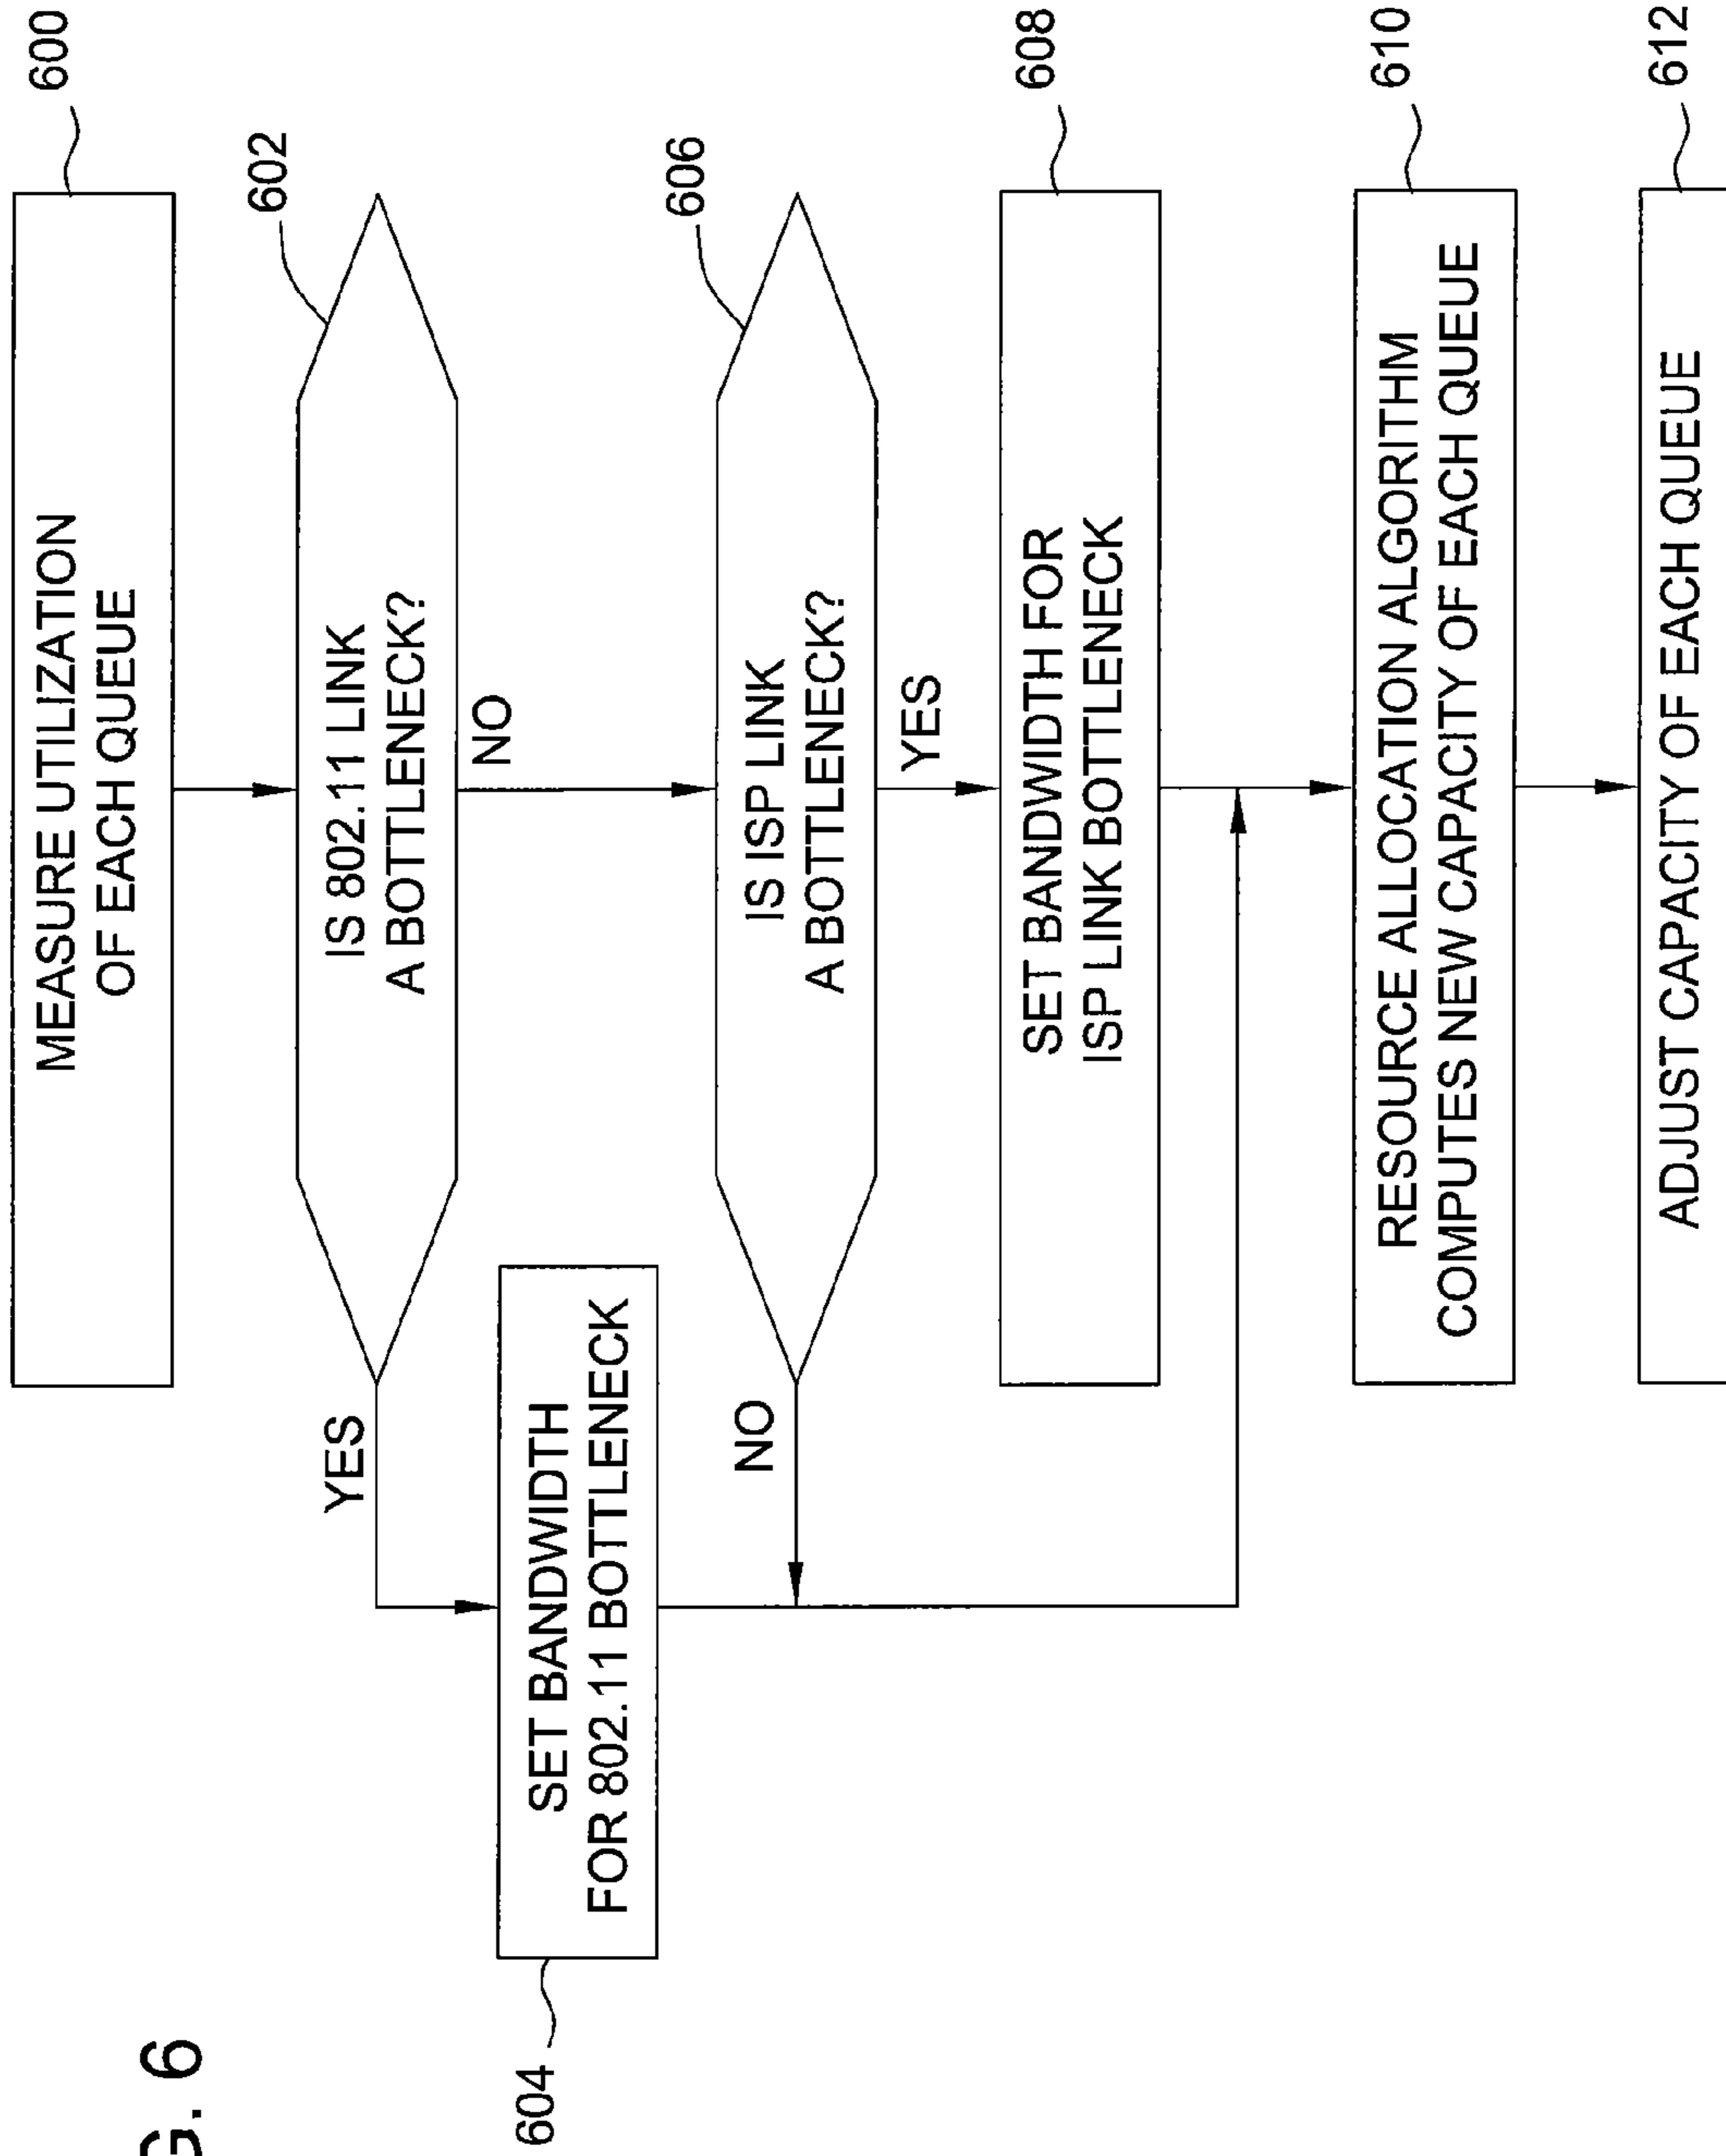 600
MEASURE UTILIZATION
OF EACH QUEUE
602
IS 802.11 LINK
A BOTTLENECK?
YES
NO
604
SET BANDWIDTH
FOR 802.11 BOTTLENECK
606
IS ISP LINK
A BOTTLENECK?
NO
YES
608
SET BANDWIDTH FOR
ISP LINK BOTTLENECK
610
RESOURCE ALLOCATION ALGORITHM
COMPUTES NEW CAPACITY OF EACH QUEUE
612
ADJUST CAPACITY OF EACH QUEUE
G. 6